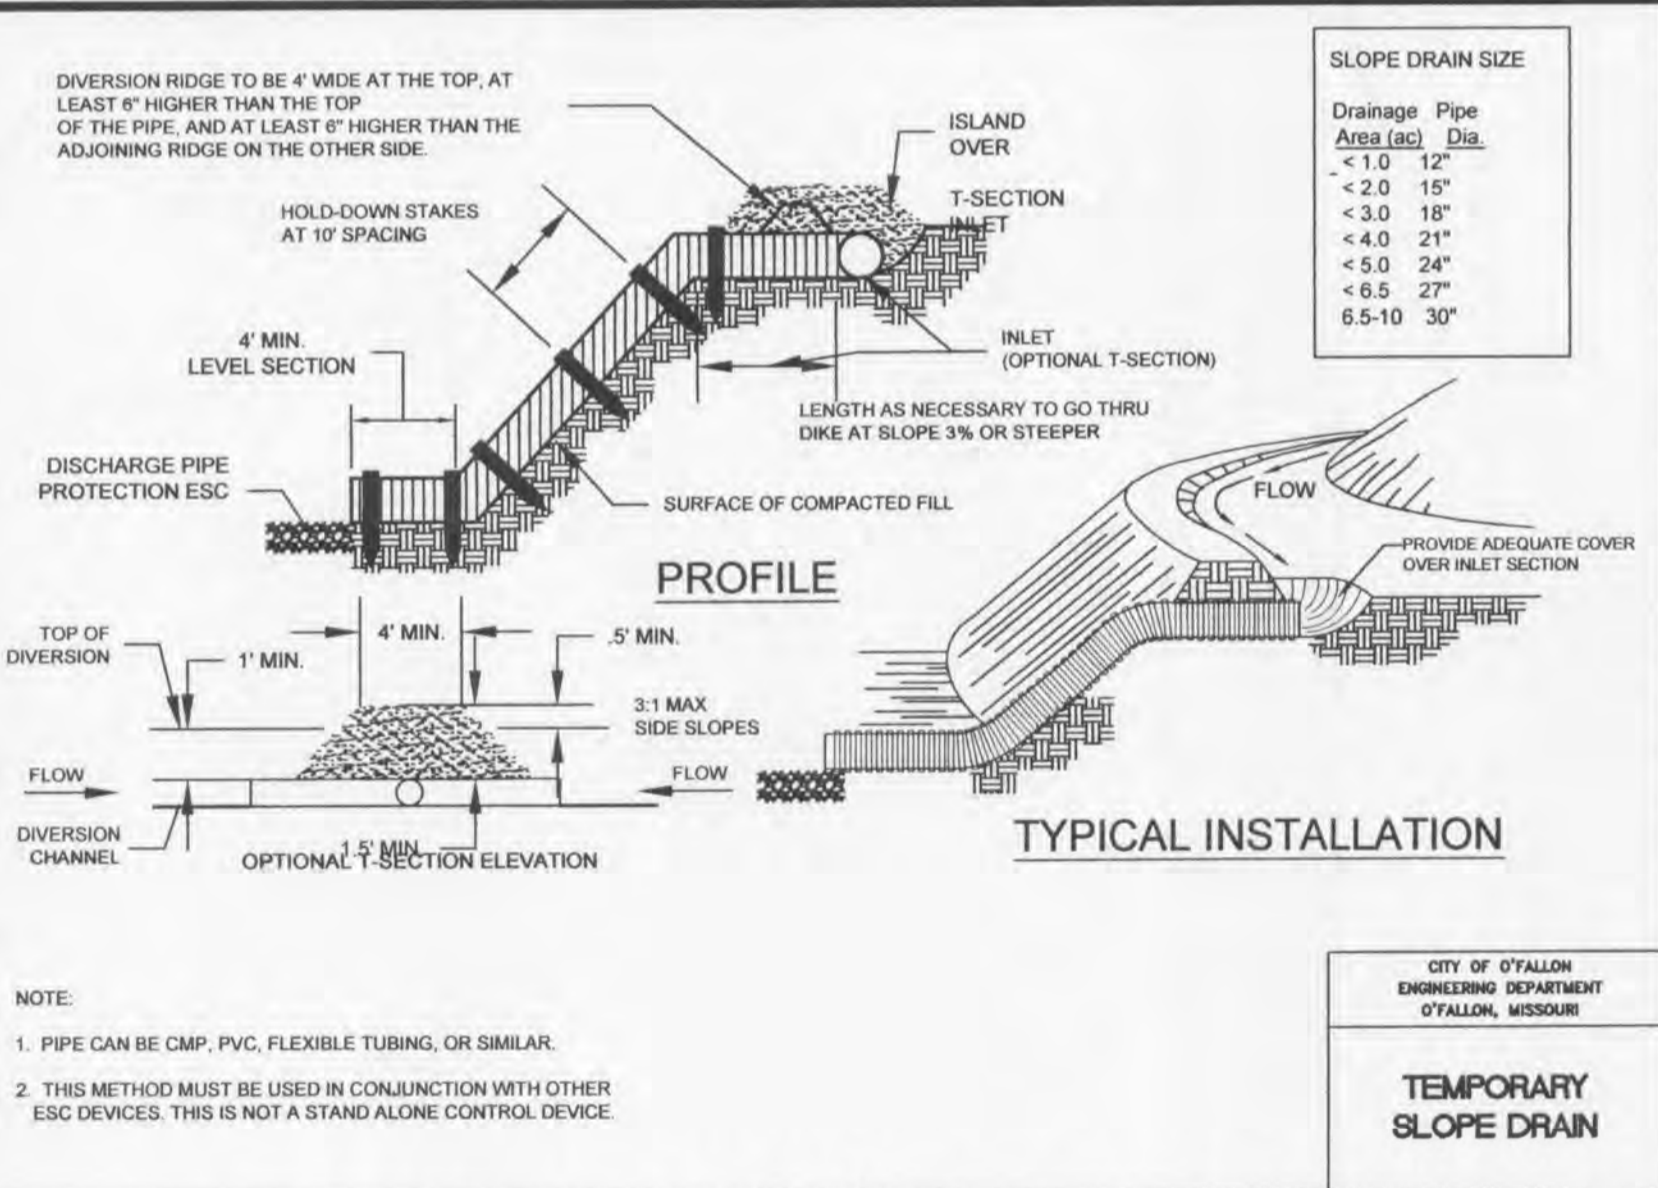 DIVERSION RIDGE TO BE 4' WIDE AT THE TOP, AT
LEAST 6" HIGHER THAN THE TOP
OF THE PIPE, AND AT LEAST 6" HIGHER THAN THE
ADJOINING RIDGE ON THE OTHER SIDE.
HOLD-DOWN STAKES
AT 10' SPACING
ISLAND
OVER
T-SECTION
INLET
4' MIN.
LEVEL SECTION
INLET
(OPTIONAL T-SECTION)
LENGTH AS NECESSARY TO GO THRU
DIKE AT SLOPE 3% OR STEEPER
DISCHARGE PIPE
PROTECTION ESC
SURFACE OF COMPACTED FILL
PROFILE
SLOPE DRAIN SIZE
Drainage Pipe
Area (ac) Dia.
< 1.0 12"
< 2.0 15"
< 3.0 18"
< 4.0 21"
< 5.0 24"
< 6.5 27"
6.5-10 30"
FLOW
PROVIDE ADEQUATE COVER
OVER INLET SECTION
TYPICAL INSTALLATION
TOP OF
DIVERSION
1' MIN.
4' MIN.
.5' MIN.
3:1 MAX
SIDE SLOPES
FLOW
FLOW
DIVERSION
CHANNEL
1.5' MIN.
OPTIONAL T-SECTION ELEVATION
NOTE:
1. PIPE CAN BE CMP, PVC, FLEXIBLE TUBING, OR SIMILAR.
2. THIS METHOD MUST BE USED IN CONJUNCTION WITH OTHER
ESC DEVICES. THIS IS NOT A STAND ALONE CONTROL DEVICE.
CITY OF O'FALLON
ENGINEERING DEPARTMENT
O'FALLON, MISSOURI
TEMPORARY
SLOPE DRAIN